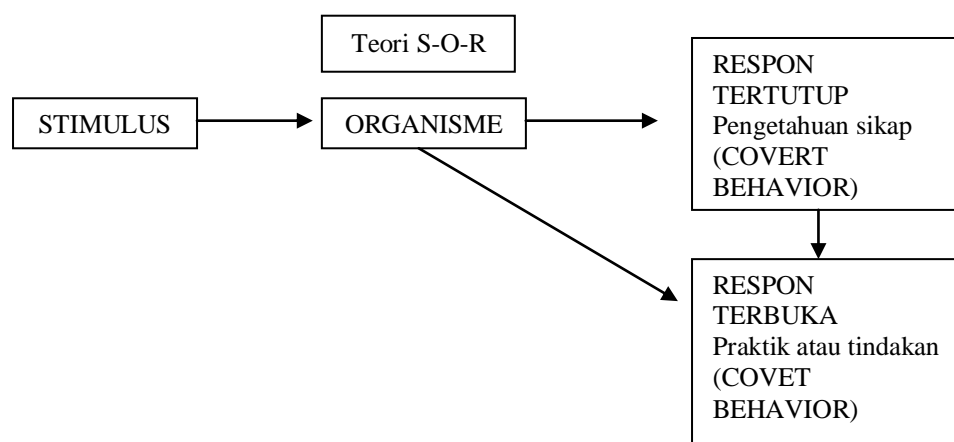 Teori S-O-R
STIMULUS
ORGANISME
RESPON
TERTUTUP
Pengetahuan sikap
(COVERT
BEHAVIOR)
RESPON
TERBUKA
Praktik atau tindakan
(COVET
BEHAVIOR)